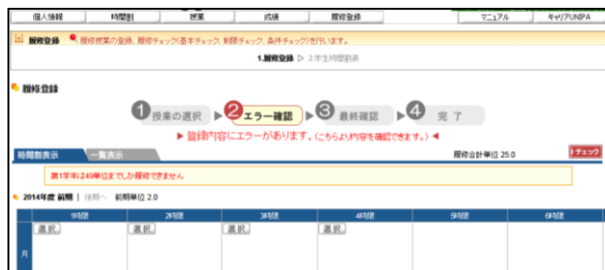 個人情報 時間割 授業 成績 履修登録 マニュアル キャリアUNIPA
履修登録 履修授業の登録、履修チェック(基本チェック、制限チェック、条件チェック)を行います。
1.履修登録 ▷ 2.学生時間割表
履修登録
1 授業の選択 ▶ 2 エラー確認 ▶ 3 最終確認 ▶ 4 完了
▶ 登録内容にエラーがあります。(こちらより内容を確認できます。) ◀
時間割表示 一覧表示 履修合計単位 25.0 チェック
第1学年は49単位までしか履修できません
2014年度 前期 | 後期へ 前期単位 2.0
1時限 2時限 3時限 4時限 5時限 6時限
選択 選択 選択 選択
月